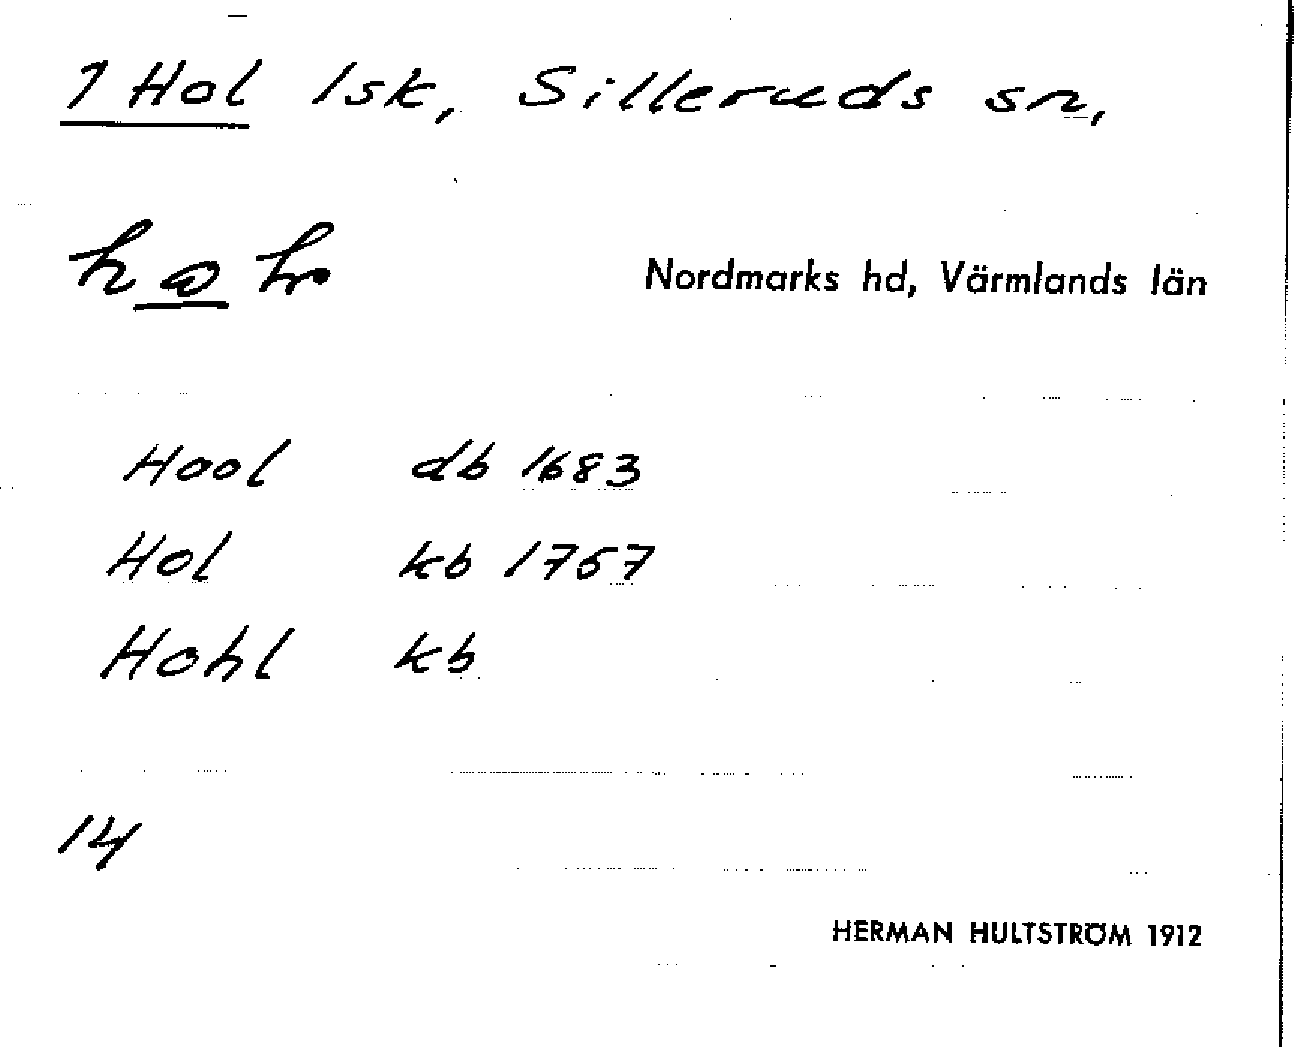 1 Hol lsk, Silleruds sn,
Nordmarks hd, Värmlands län
Hool db 1683
Hol kb 1757
Hohl kb
14
HERMAN HULTSTRÖM 1912